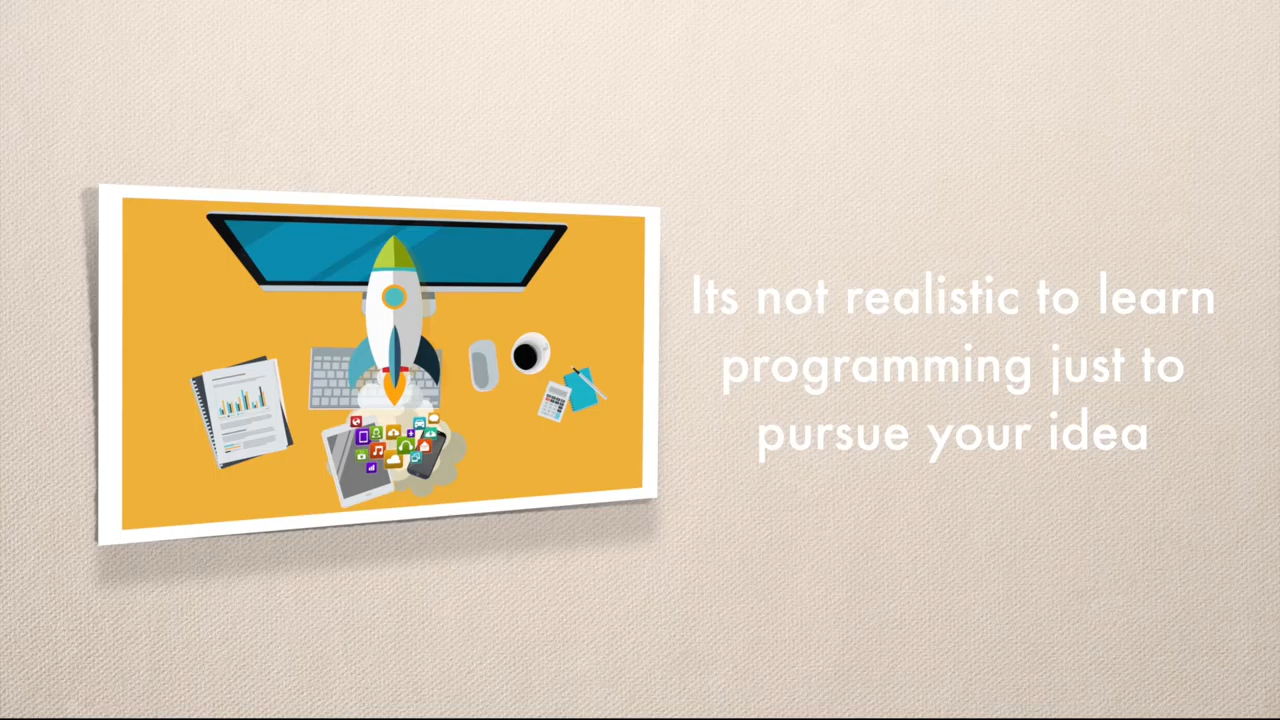 Its not realistic to learn
programming just to
pursue your idea